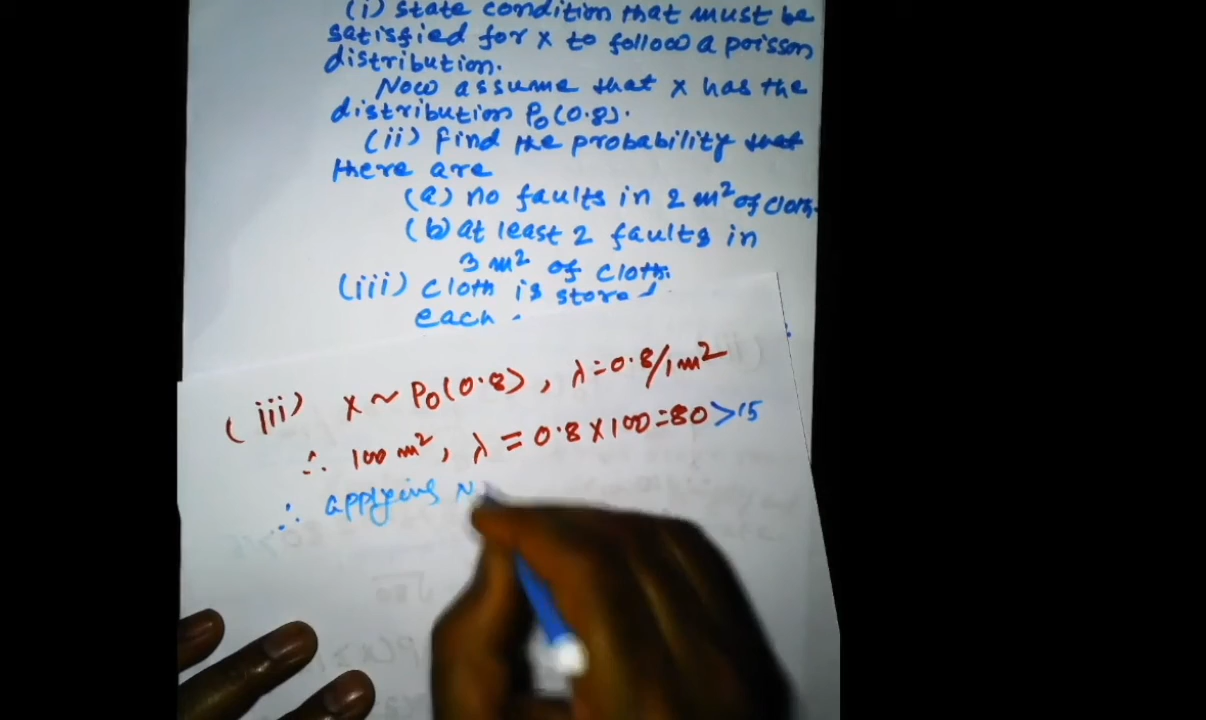 (i) state condition that must be
satisfied for x to follow a poisson
distribution.
Now assume that x has the
distribution Po(0.8).
(ii) Find the probability that
there are
(a) no faults in 2 m² of cloth.
(b) at least 2 faults in
3 m² of cloth.
(iii) cloth is stored
each
(iii) X ~ Po(0.8), λ=0.8/1m²
∴ 100 m², λ = 0.8×100=80>15
∴ applying N